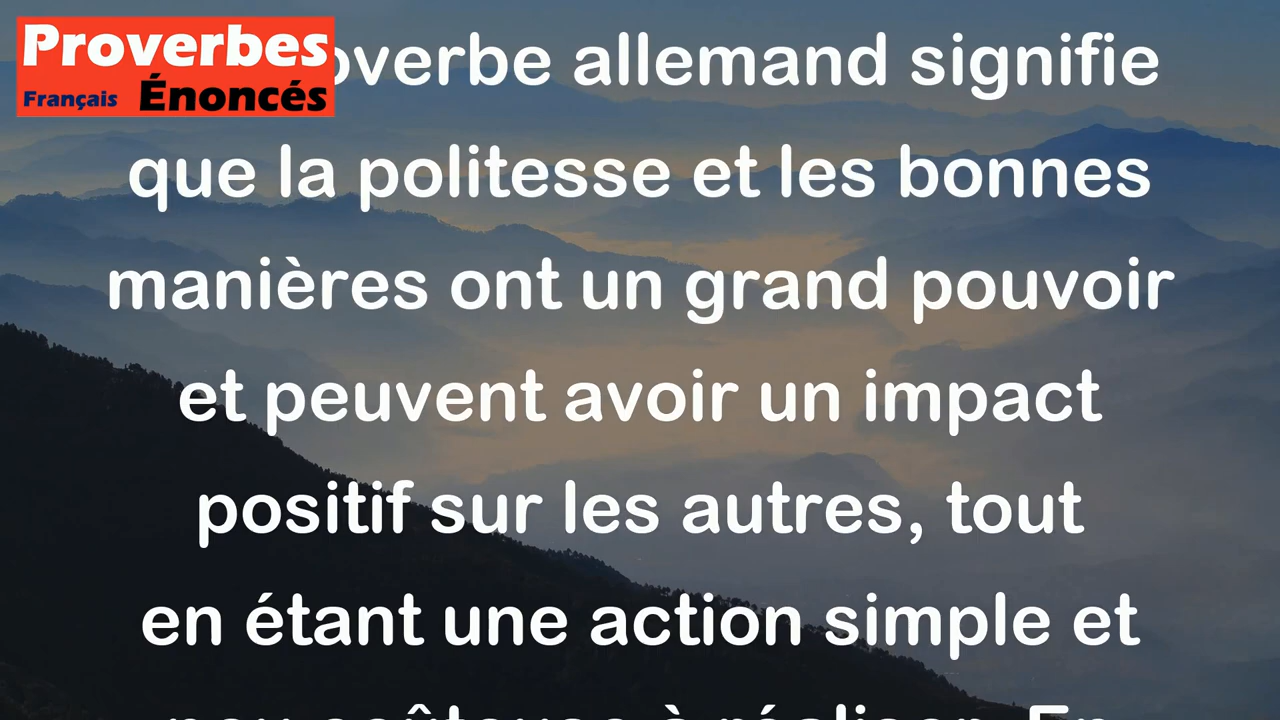 Proverbes
Français Énoncés
overbe allemand signifie
que la politesse et les bonnes
manières ont un grand pouvoir
et peuvent avoir un impact
positif sur les autres, tout
en étant une action simple et